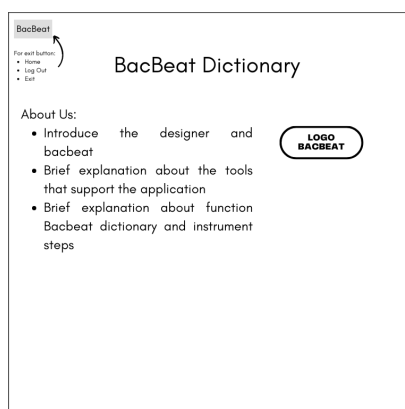 BacBeat
For exit button:
• Home
• Log Out
• Exit
BacBeat Dictionary
About Us:
• Introduce the designer and
bacbeat
• Brief explanation about the tools
that support the application
• Brief explanation about function
Bacbeat dictionary and instrument
steps
LOGO
BACBEAT